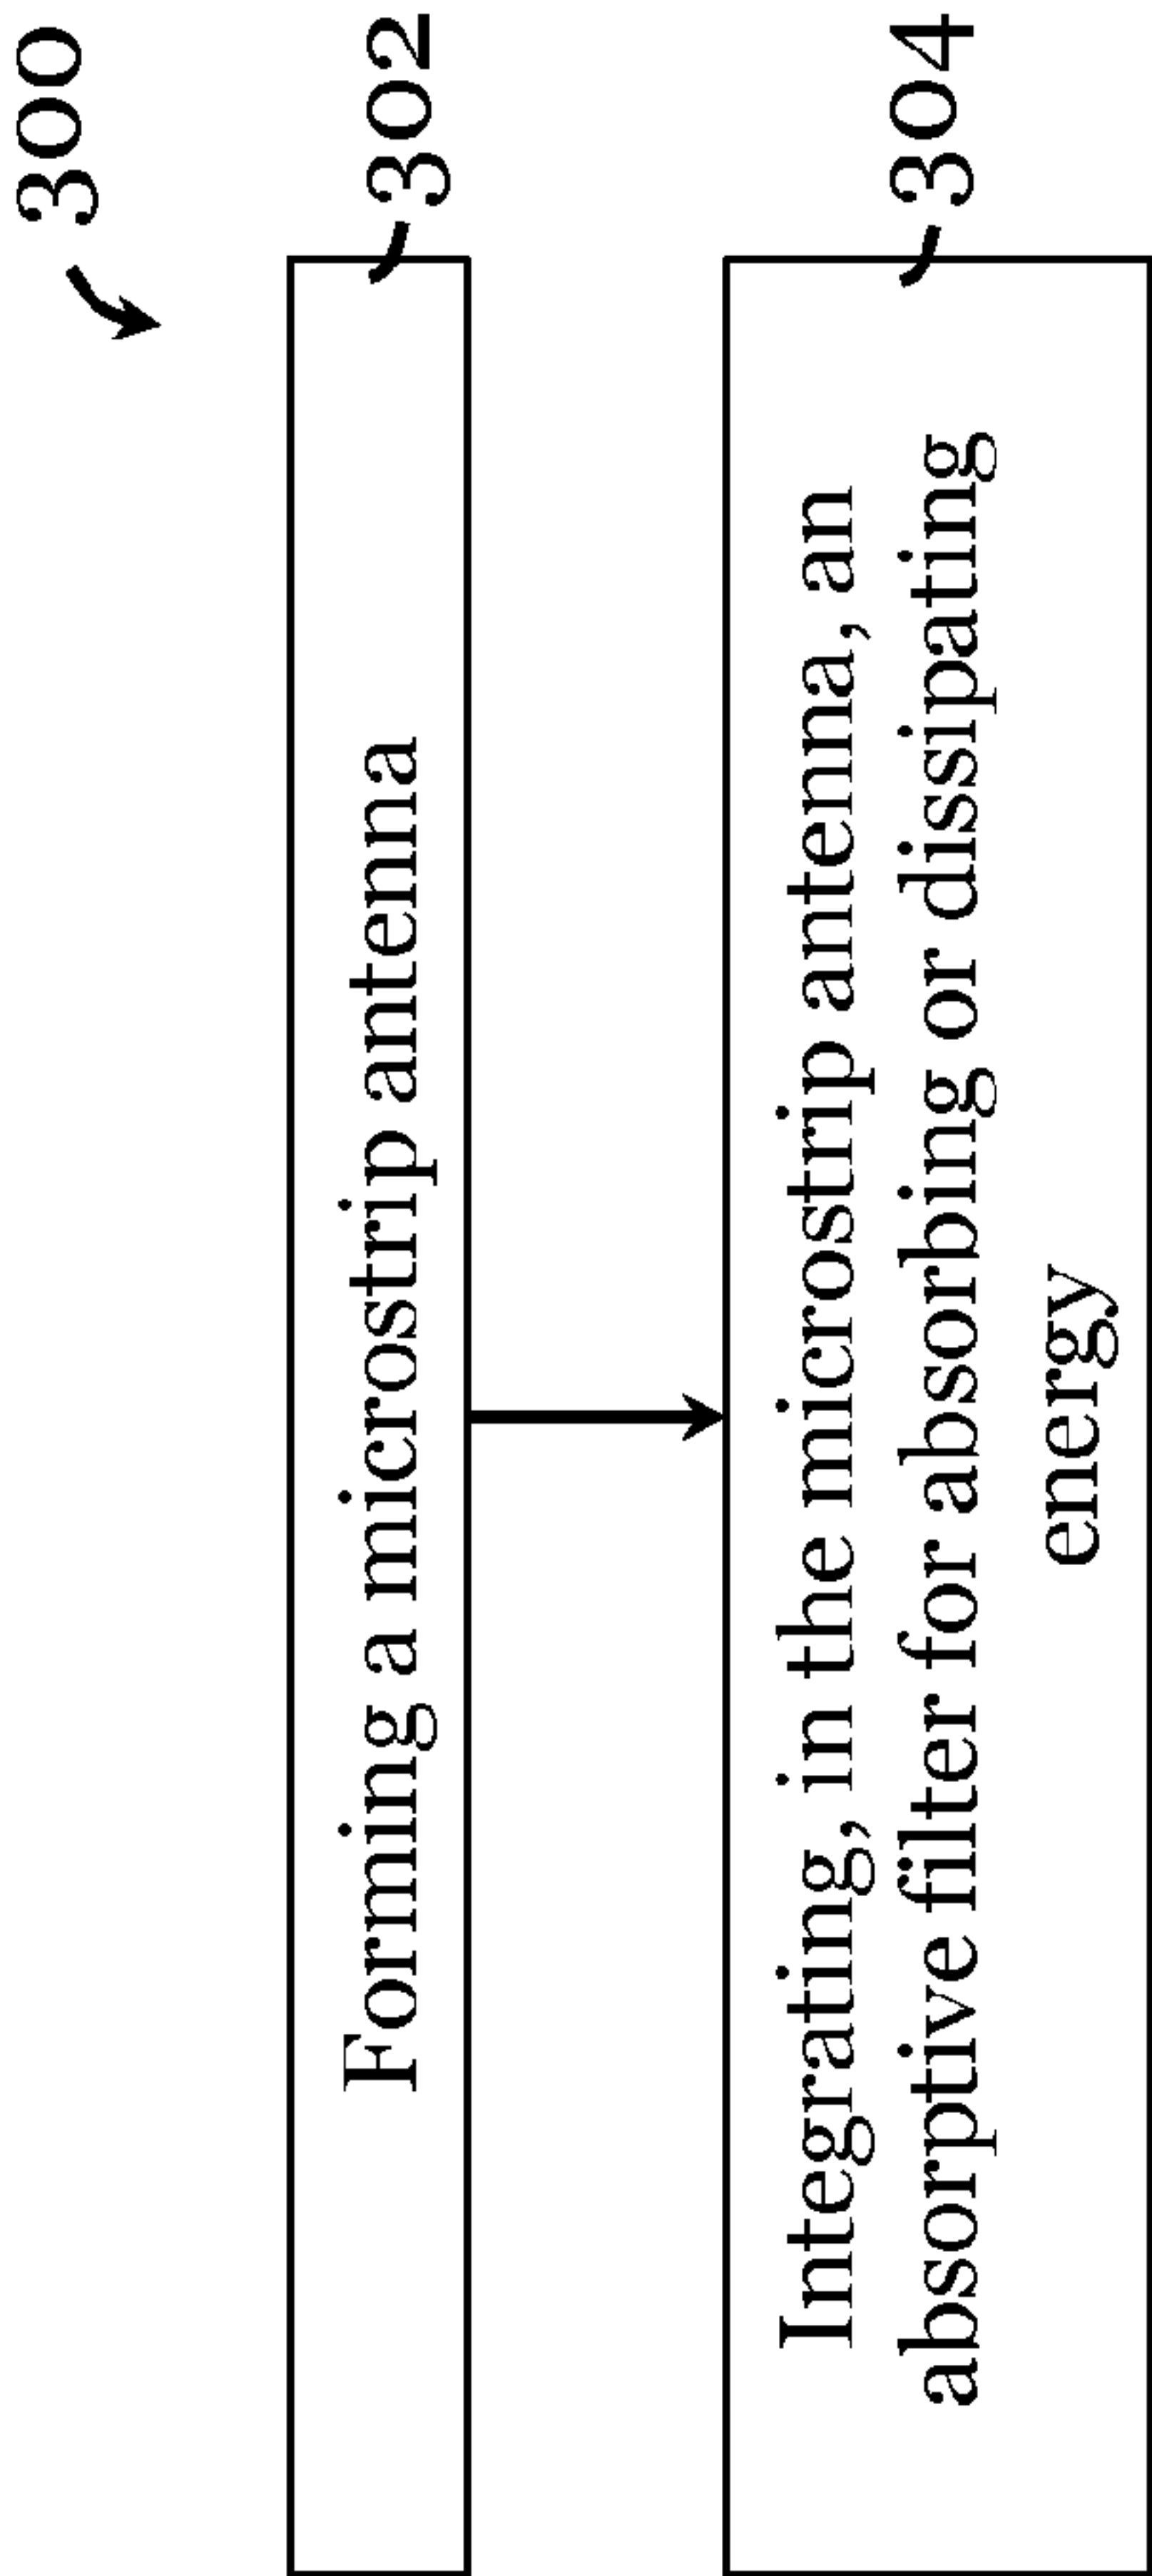 300
302
Forming a microstrip antenna
304
Integrating, in the microstrip antenna, an
absorptive filter for absorbing or dissipating
energy